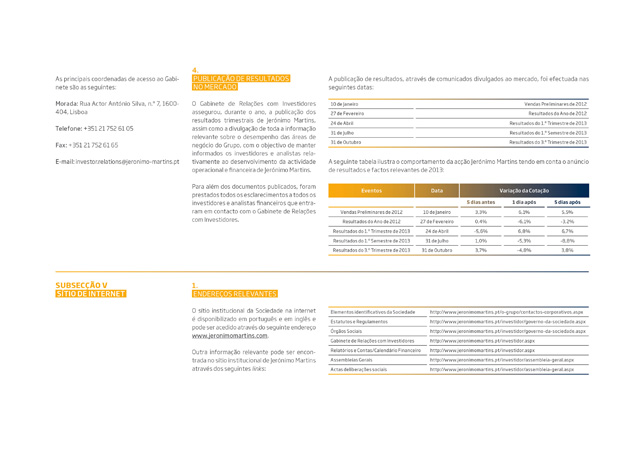 As principais coordenadas de acesso ao Gabi-
nete são as seguintes:
Morada: Rua Actor António Silva, n.º 7, 1600-
404, Lisboa
Telefone: +351 21 752 61 05
Fax: + 351 21 752 61 65
E-mail: investor.relations@jeronimo-martins.pt
4.
PUBLICAÇÃO DE RESULTADOS
NO MERCADO
O Gabinete de Relações com Investidores
assegurou, durante o ano, a publicação dos
resultados trimestrais de Jerónimo Martins,
assim como a divulgação de toda a informação
relevante sobre o desempenho das áreas de
negócio do Grupo, com o objectivo de manter
informados os investidores e analistas rela-
tivamente ao desenvolvimento da actividade
operacional e financeira de Jerónimo Martins.
Para além dos documentos publicados, foram
prestados todos os esclarecimentos a todos os
investidores e analistas financeiros que entra-
ram em contacto com o Gabinete de Relações
com Investidores.
A publicação de resultados, através de comunicados divulgados ao mercado, foi efectuada nas
seguintes datas:
10 de Janeiro Vendas Preliminares de 2012
27 de Fevereiro Resultados do Ano de 2012
24 de Abril Resultados do 1.º Trimestre de 2013
31 de Julho Resultados do 1.º Semestre de 2013
31 de Outubro Resultados do 3.º Trimestre de 2013
A seguinte tabela ilustra o comportamento da acção Jerónimo Martins tendo em conta o anúncio
de resultados e factos relevantes de 2013:
Eventos Data Variação da Cotação
5 dias antes 1 dia após 5 dias após
Vendas Preliminares de 2012 10 de Janeiro
Resultados do Ano de 2012 27 de Fevereiro 0,4% -6,1% -3,2%
Resultados do 1.º Trimestre de 2013 24 de Abril -5,6% 6,8% 6,7%
Resultados do 1.º Semestre de 2013 31 de Julho 1,0% -5,9% -8,8%
Resultados do 3.º Trimestre de 2013 31 de Outubro 3,7% -4,8% 3,8%
SUBSECÇÃO V
SÍTIO DE INTERNET
1.
ENDEREÇOS RELEVANTES
O sítio institucional da Sociedade na internet
é disponibilizado em português e em inglês e
pode ser acedido através do seguinte endereço
www.jeronimomartins.com.
Outra informação relevante pode ser encon-
trada no sítio institucional de Jerónimo Martins
através dos seguintes links:
Elementos identificativos da Sociedade http://www.jeronimomartins.pt/o-grupo/contactos-corporativos.aspx
Estatutos e Regulamentos http://www.jeronimomartins.pt/investidor/governo-da-sociedade.aspx
Órgãos Sociais http://www.jeronimomartins.pt/investidor/governo-da-sociedade.aspx
Gabinete de Relações com Investidores http://www.jeronimomartins.pt/investidor.aspx
Relatórios e Contas/Calendário Financeiro http://www.jeronimomartins.pt/investidor.aspx
Assembleias Gerais http://www.jeronimomartins.pt/investidor/assembleia-geral.aspx
Actas deliberações sociais http://www.jeronimomartins.pt/investidor/assembleia-geral.aspx